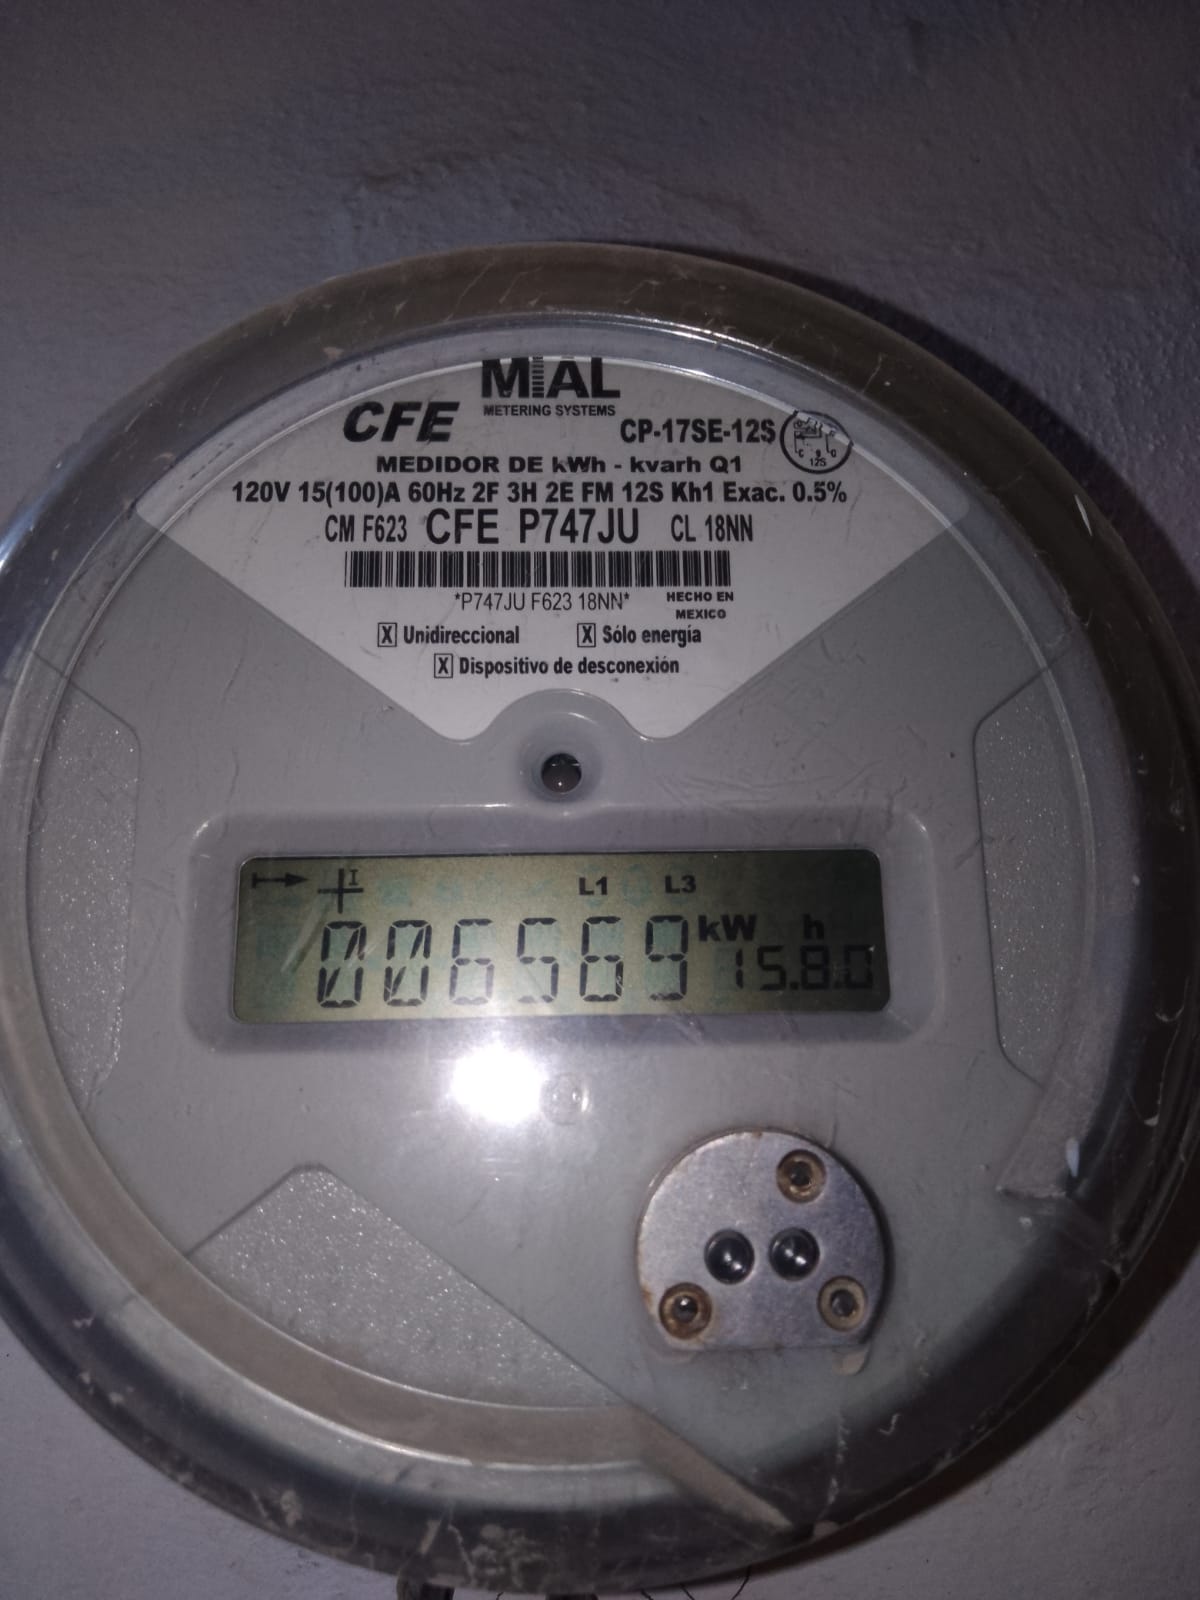 MIAL
METERING SYSTEMS
CFE
CP-17SE-12S
12S
MEDIDOR DE kWh - kvarh Q1
120V 15(100)A 60Hz 2F 3H 2E FM 12S Kh1 Exac. 0.5%
CM F623 CFE P747JU CL 18NN
*P747JU F623 18NN*
HECHO EN
MEXICO
X Unidireccional X Sólo energía
X Dispositivo de desconexión
I L1 L3
006569 kW h 15.8.0